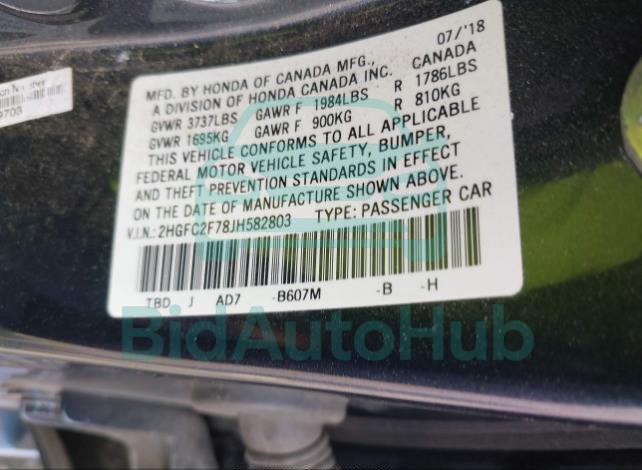 9703
07/'18
MFD. BY HONDA OF CANADA MFG., CANADA
A DIVISION OF HONDA CANADA INC.
GVWR 3737LBS GAWR F 1984LBS R 1786LBS
GVWR 1695KG GAWR F 900KG R 810KG
THIS VEHICLE CONFORMS TO ALL APPLICABLE
FEDERAL MOTOR VEHICLE SAFETY, BUMPER,
AND THEFT PREVENTION STANDARDS IN EFFECT
ON THE DATE OF MANUFACTURE SHOWN ABOVE.
V.I.N.: 2HGFC2F78JH582803 TYPE: PASSENGER CAR
TBD J AD7 -B607M -B -H
BidAutoHub